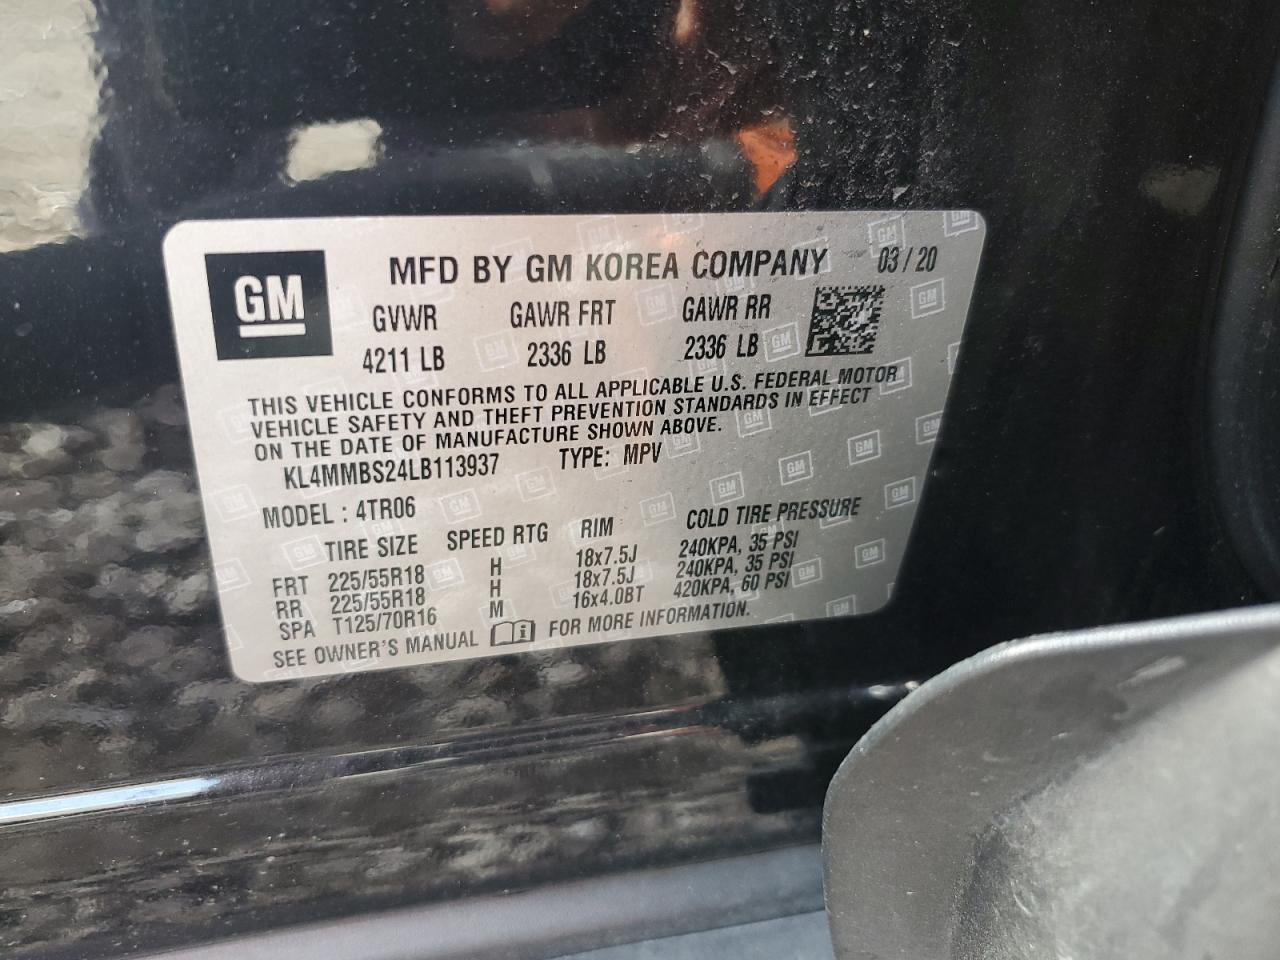 GM
MFD BY GM KOREA COMPANY 03/20
GVWR GAWR FRT GAWR RR
4211 LB 2336 LB 2336 LB
THIS VEHICLE CONFORMS TO ALL APPLICABLE U.S. FEDERAL MOTOR
VEHICLE SAFETY AND THEFT PREVENTION STANDARDS IN EFFECT
ON THE DATE OF MANUFACTURE SHOWN ABOVE.
KL4MMBS24LB113937 TYPE: MPV
MODEL : 4TR06
TIRE SIZE SPEED RTG RIM COLD TIRE PRESSURE
FRT 225/55R18 H 18x7.5J 240KPA, 35 PSI
RR 225/55R18 H 18x7.5J 240KPA, 35 PSI
SPA T125/70R16 M 16x4.0BT 420KPA, 60 PSI
SEE OWNER'S MANUAL i FOR MORE INFORMATION.